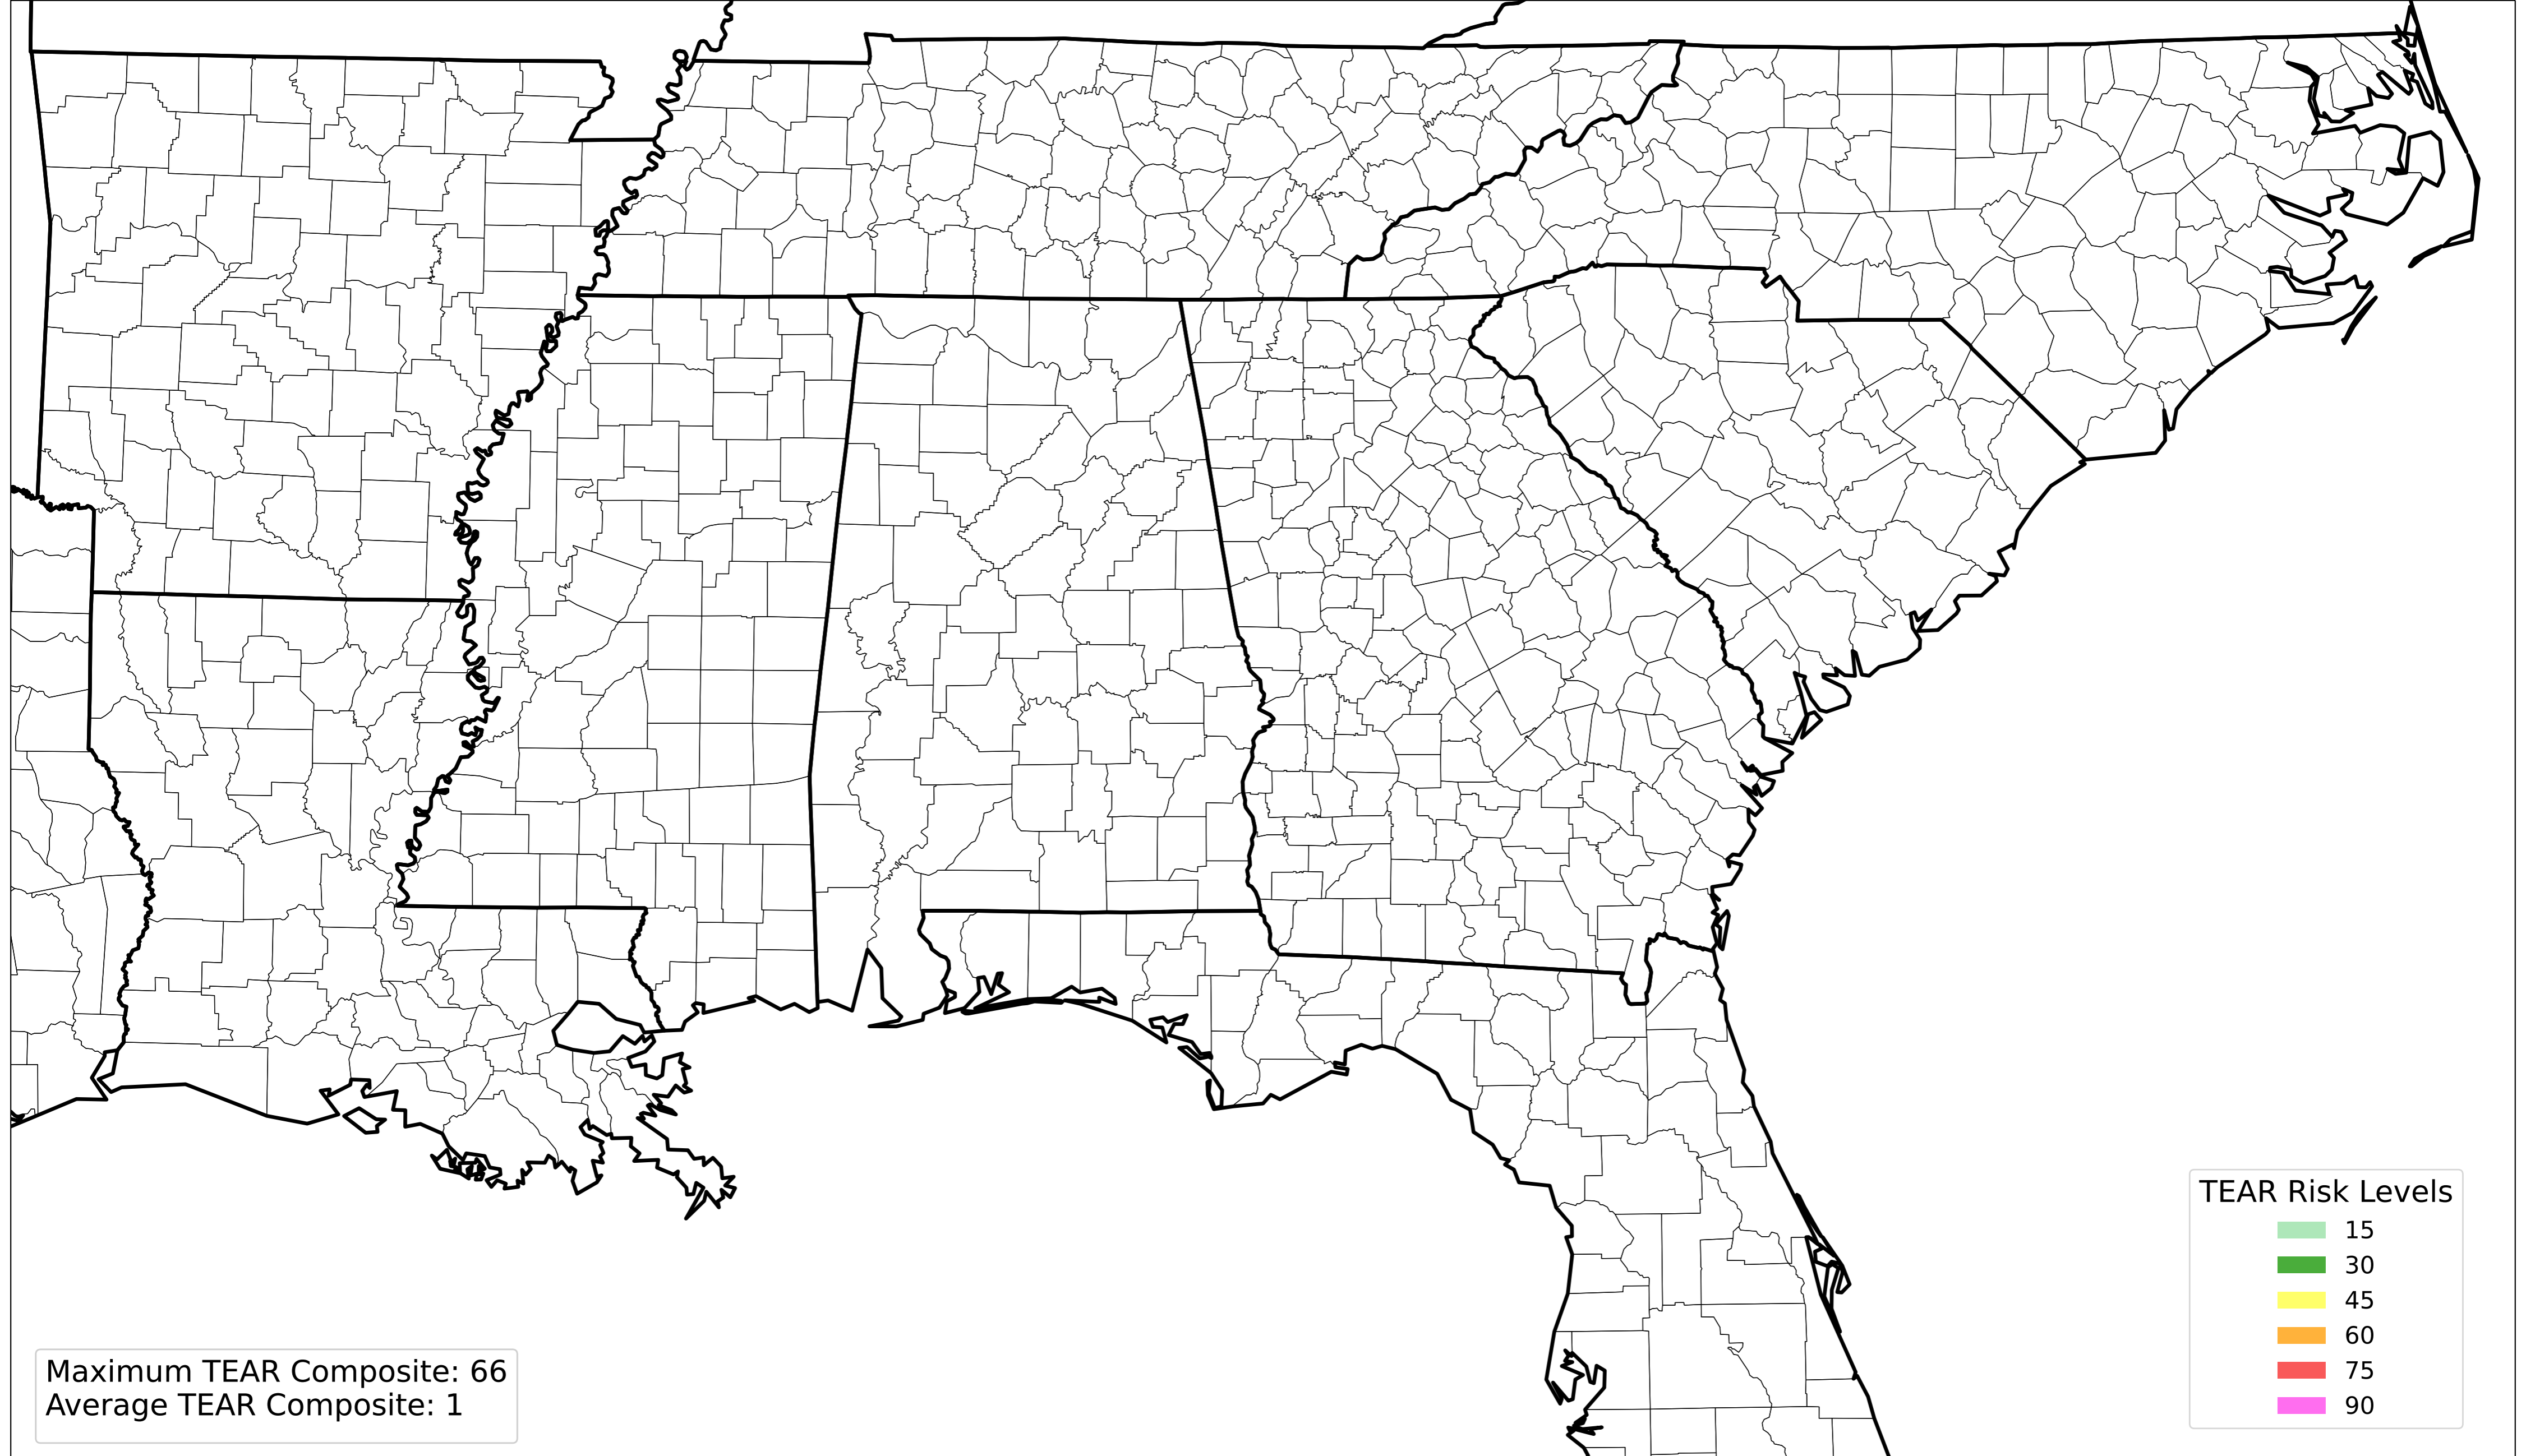 TEAR Risk Levels
15
30
45
60
75
90
Maximum TEAR Composite: 66
Average TEAR Composite: 1